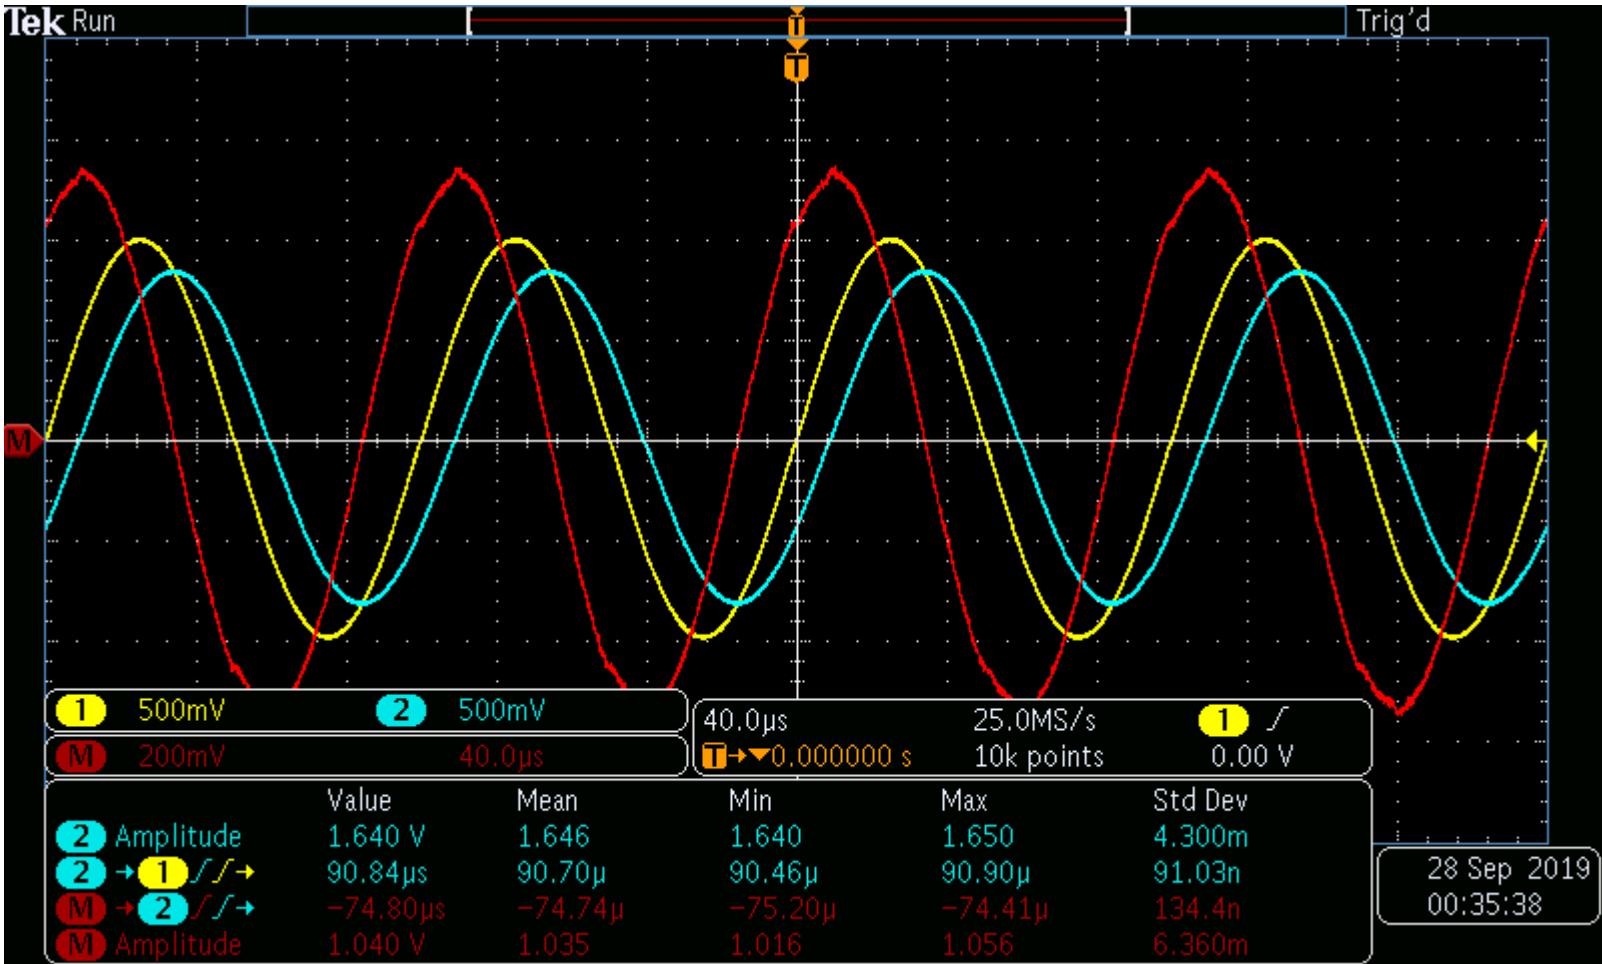 Tek Run Trig'd
T
T
M
1 500mV 2 500mV
M 200mV 40.0µs
40.0µs 25.0MS/s 1 ∫
T→▼0.000000 s 10k points 0.00 V
Value Mean Min Max Std Dev
2 Amplitude 1.640 V 1.646 1.640 1.650 4.300m
2→1∫∫→ 90.84µs 90.70µ 90.46µ 90.90µ 91.03n
M→2∫∫→ −74.80µs −74.74µ −75.20µ −74.41µ 134.4n
M Amplitude 1.040 V 1.035 1.016 1.056 6.360m
28 Sep 2019
00:35:38